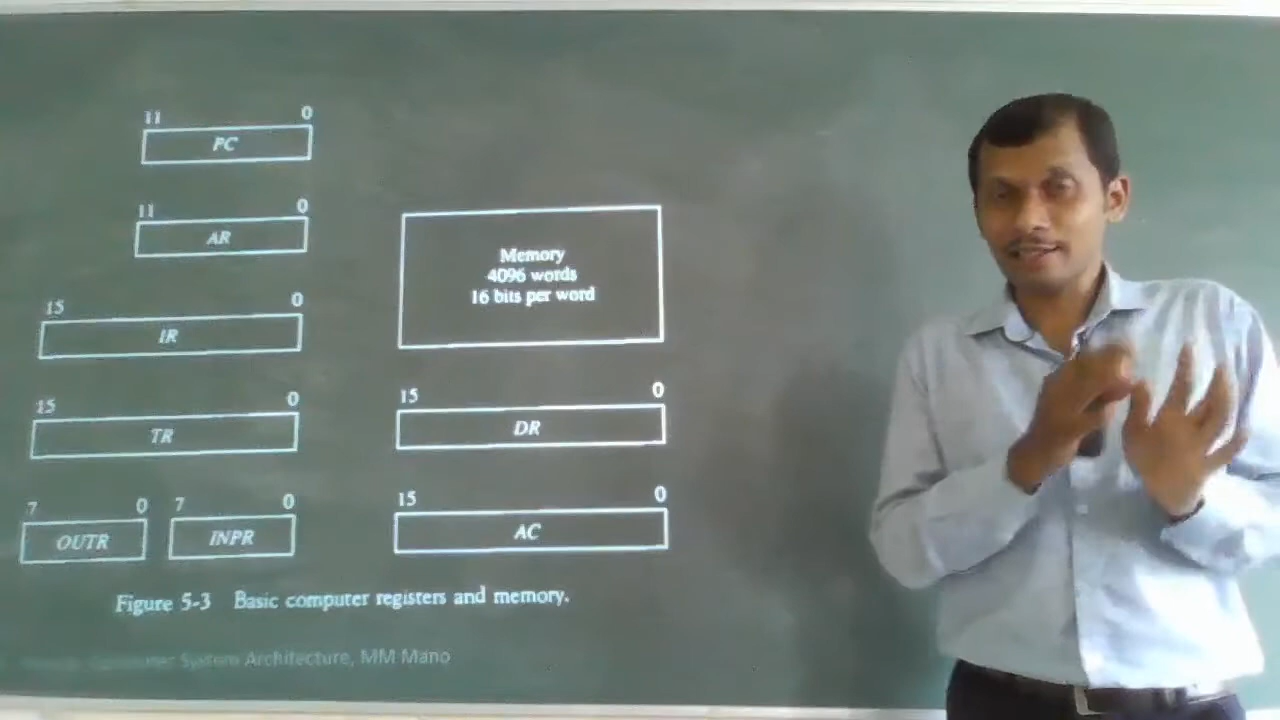 11 0
PC
11 0
AR
15 0
IR
15 0
TR
7 0
OUTR
7 0
INPR
Memory
4096 words
16 bits per word
15 0
DR
15 0
AC
Figure 5-3 Basic computer registers and memory.
System Architecture, MM Mano